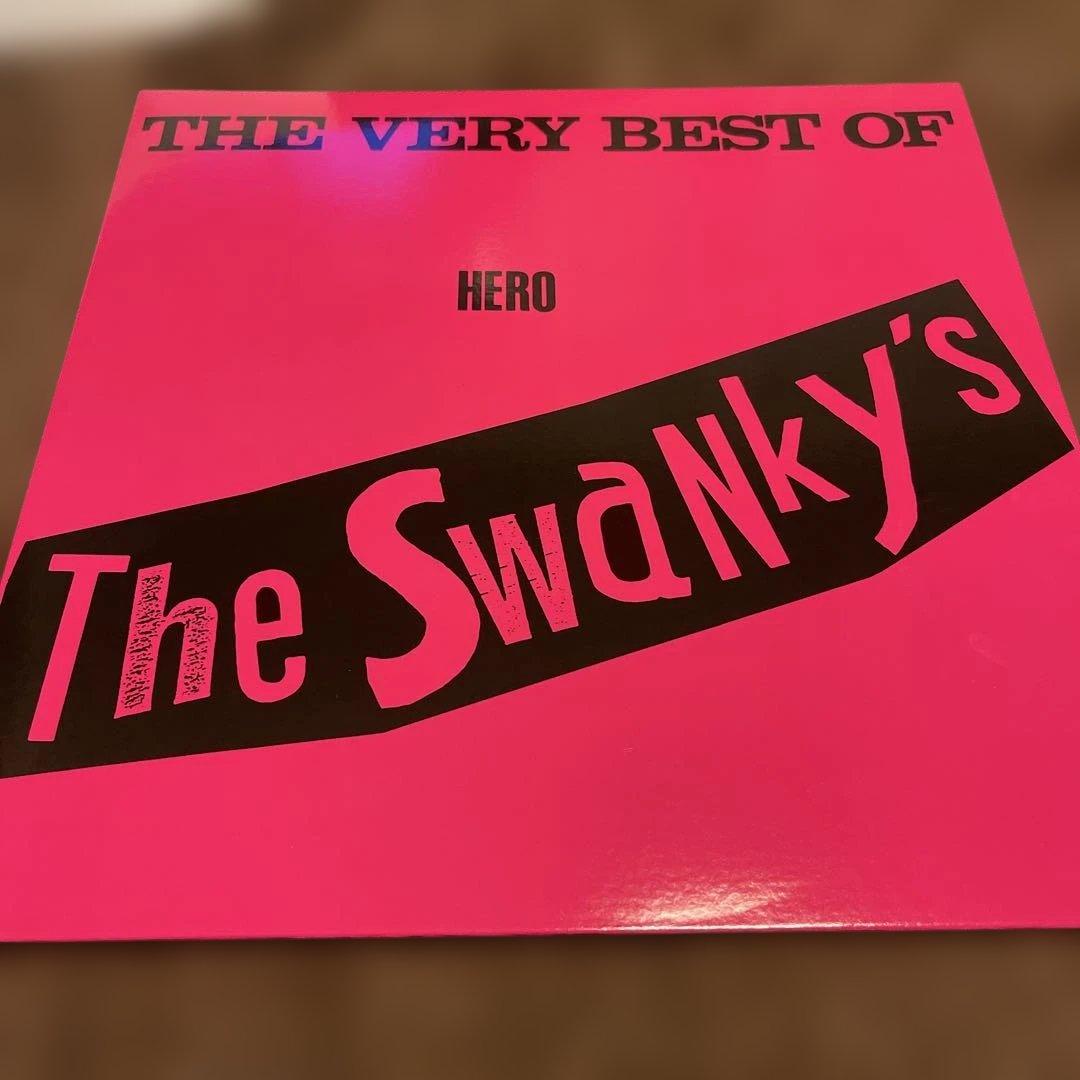 THE VERY BEST OF
HERO
The SwaNky's